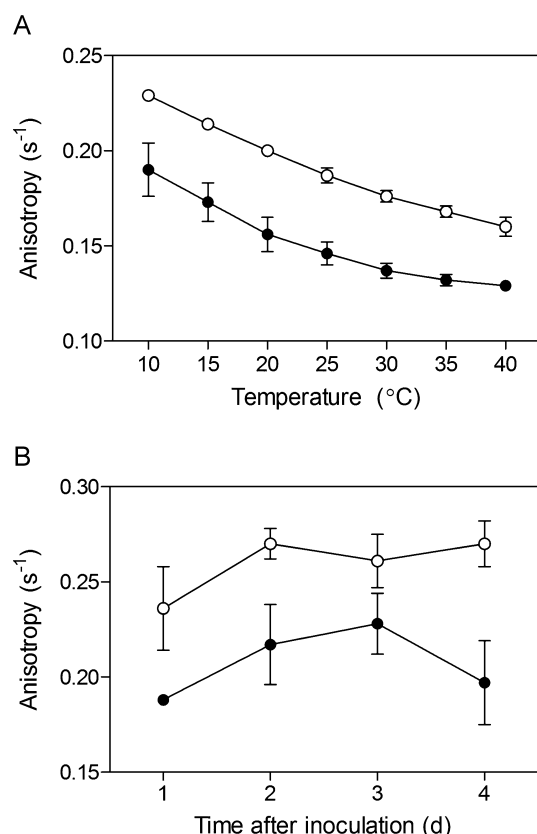 A
0.25
0.20
0.15
0.10
Anisotropy (s⁻¹)
10 15 20 25 30 35 40
Temperature (°C)
B
0.30
0.25
0.20
0.15
Anisotropy (s⁻¹)
1 2 3 4
Time after inoculation (d)